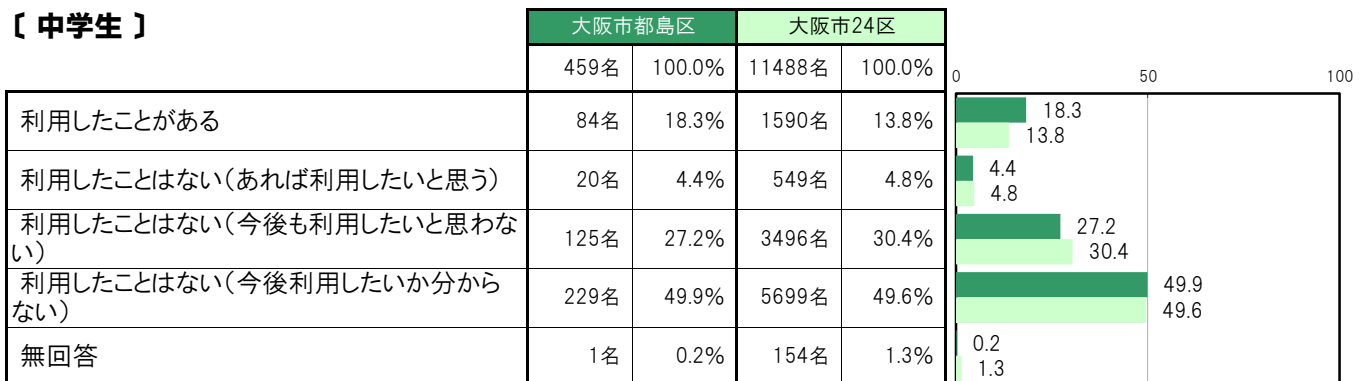 〔 中学生 〕
大阪市都島区 大阪市24区
459名 100.0% 11488名 100.0%
0 50 100
利用したことがある 84名 18.3% 1590名 13.8%
18.3
13.8
利用したことはない(あれば利用したいと思う) 20名 4.4% 549名 4.8%
4.4
4.8
利用したことはない(今後も利用したいと思わな
い) 125名 27.2% 3496名 30.4%
27.2
30.4
利用したことはない(今後利用したいか分から
ない) 229名 49.9% 5699名 49.6%
49.9
49.6
無回答 1名 0.2% 154名 1.3%
0.2
1.3